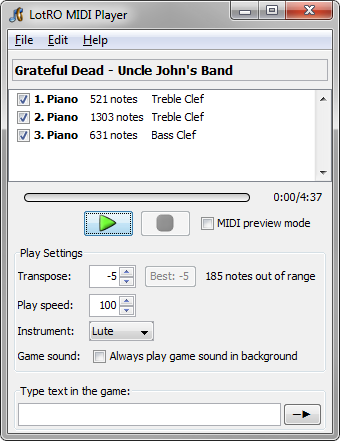 LotRO MIDI Player
File Edit Help
Grateful Dead - Uncle John's Band
1. Piano 521 notes Treble Clef
2. Piano 1303 notes Treble Clef
3. Piano 631 notes Bass Clef
0:00/4:37
MIDI preview mode
Play Settings
Transpose: -5 Best: -5 185 notes out of range
Play speed: 100
Instrument: Lute
Game sound: Always play game sound in background
Type text in the game: